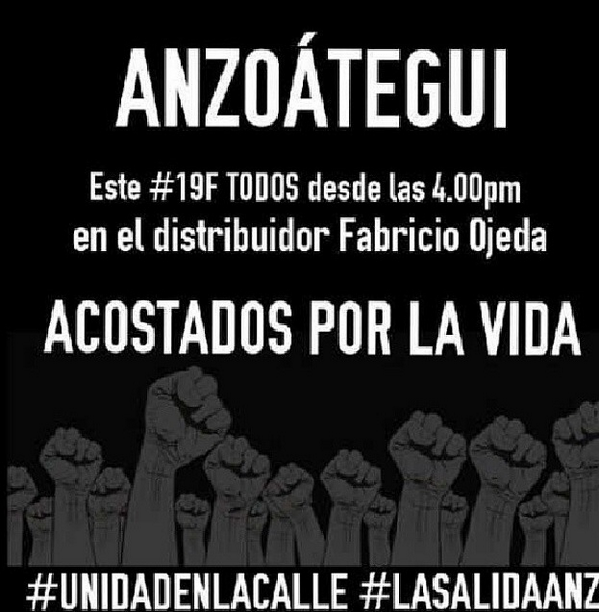 ANZOÁTEGUI
Este #19F TODOS desde las 4.00pm
en el distribuidor Fabricio Ojeda
ACOSTADOS POR LA VIDA
#UNIDADENLACALLE #LASALIDAANZ